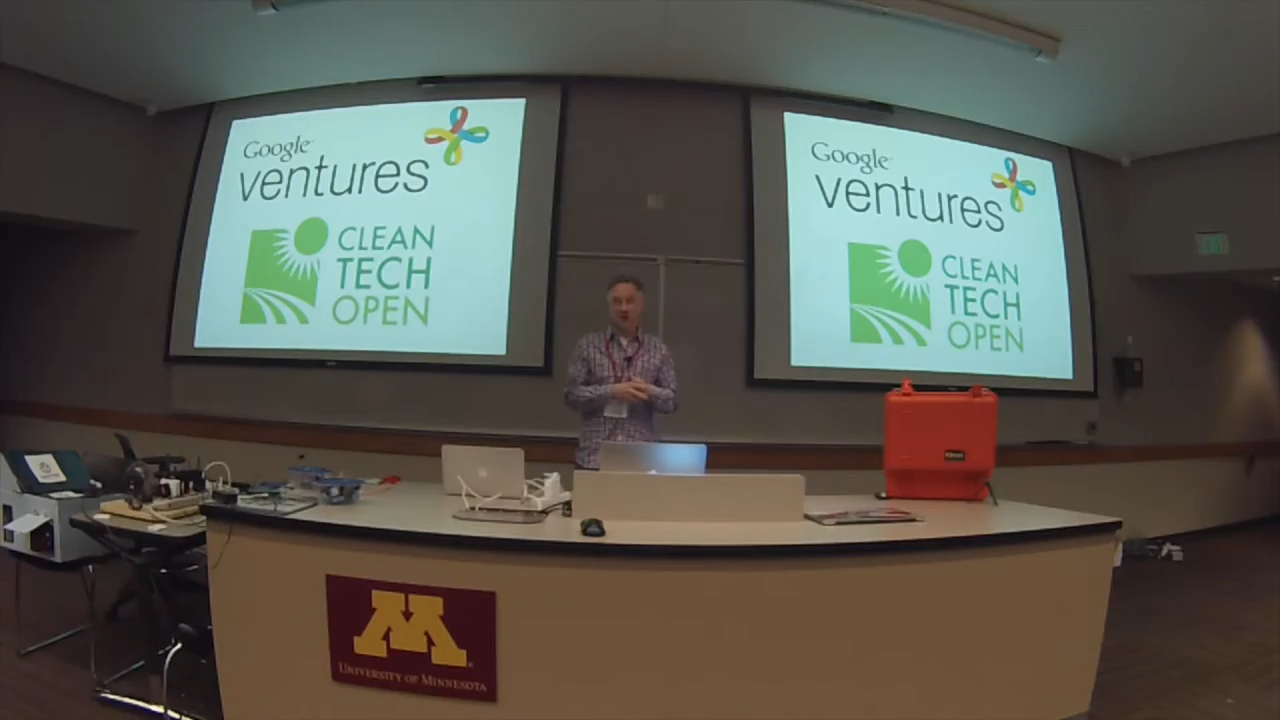 Google
ventures
CLEAN
TECH
OPEN
Google
ventures
CLEAN
TECH
OPEN
M
UNIVERSITY OF MINNESOTA